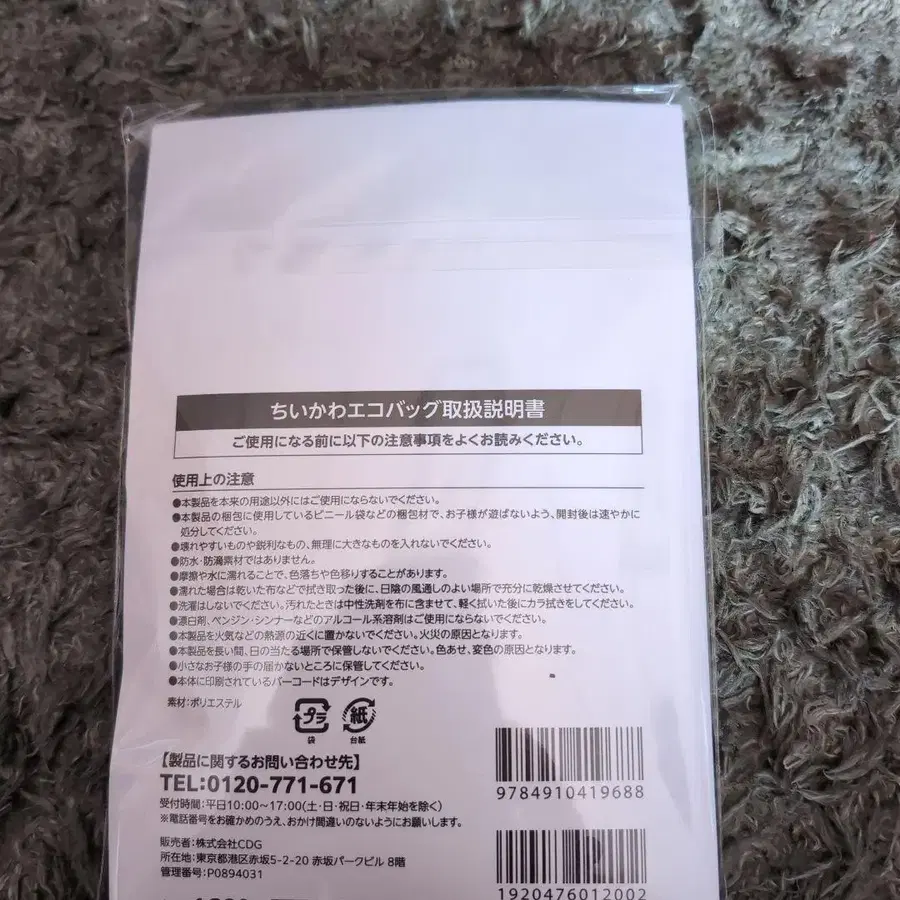 ちいかわエコバッグ取扱説明書
ご使用になる前に以下の注意事項をよくお読みください。
使用上の注意
●本製品を本来の用途以外にはご使用にならないでください。
●本製品の梱包に使用しているビニール袋などの梱包材で、お子様が遊ばないよう、開封後は速やかに
処分してください。
●壊れやすいものや鋭利なもの、無理に大きなものを入れないでください。
●防水・防滴素材ではありません。
●摩擦や水に濡れることで、色落ちや色移りすることがあります。
●濡れた場合は乾いた布などで拭き取った後に、日陰の風通しのよい場所で充分に乾燥させてください。
●洗濯はしないでください。汚れたときは中性洗剤を布に含ませて、軽く拭いた後にカラ拭きをしてください。
●漂白剤、ベンジン・シンナーなどのアルコール系溶剤はご使用にならないでください。
●本製品を火気などの熱源の近くに置かないでください。火災の原因となります。
●本製品を長い間、日の当たる場所で保管しないでください。色あせ、変色の原因となります。
●小さなお子様の手の届かないところに保管してください。
●本体に印刷されているバーコードはデザインです。
素材：ポリエステル
プラ 紙
袋 台紙
【製品に関するお問い合わせ先】
TEL:0120-771-671
受付時間：平日10:00～17:00(土・日・祝日・年末年始を除く)
※電話番号をお確かめのうえ、おかけ間違いのないようにお願いします。
販売者：株式会社CDG
所在地：東京都港区赤坂5-2-20 赤坂パークビル 8階
管理番号：P0894031
9784910419688
1920476012002